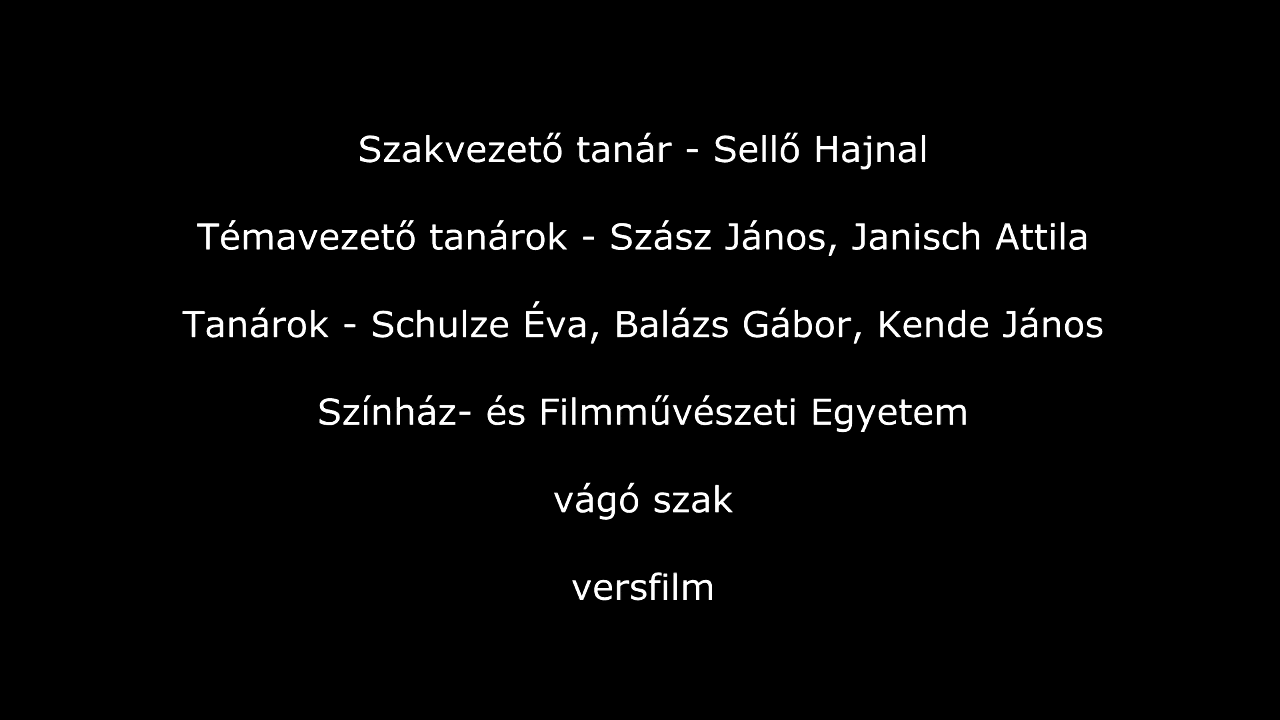 Szakvezető tanár - Sellő Hajnal
Témavezető tanárok - Szász János, Janisch Attila
Tanárok - Schulze Éva, Balázs Gábor, Kende János
Színház- és Filmművészeti Egyetem
vágó szak
versfilm